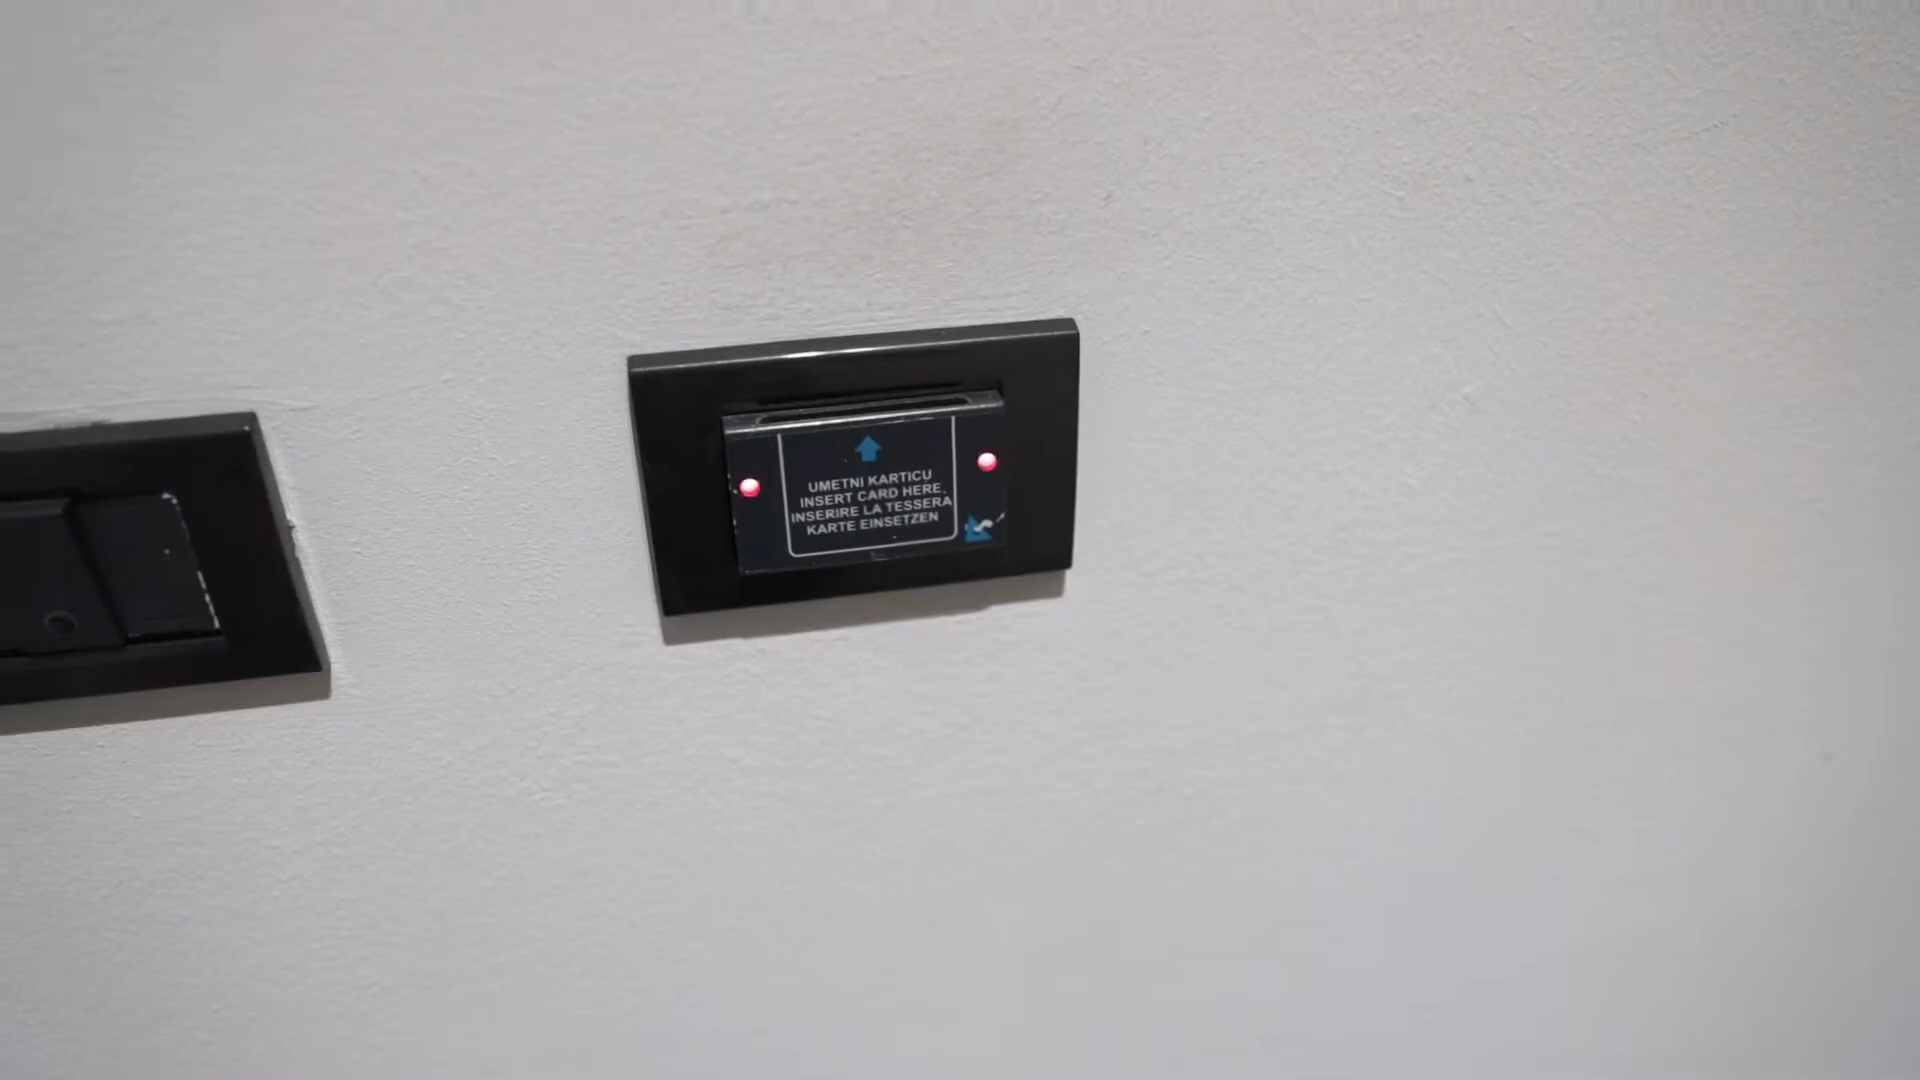 UMETNI KARTICU
INSERT CARD HERE.
INSERIRE LA TESSERA
KARTE EINSETZEN